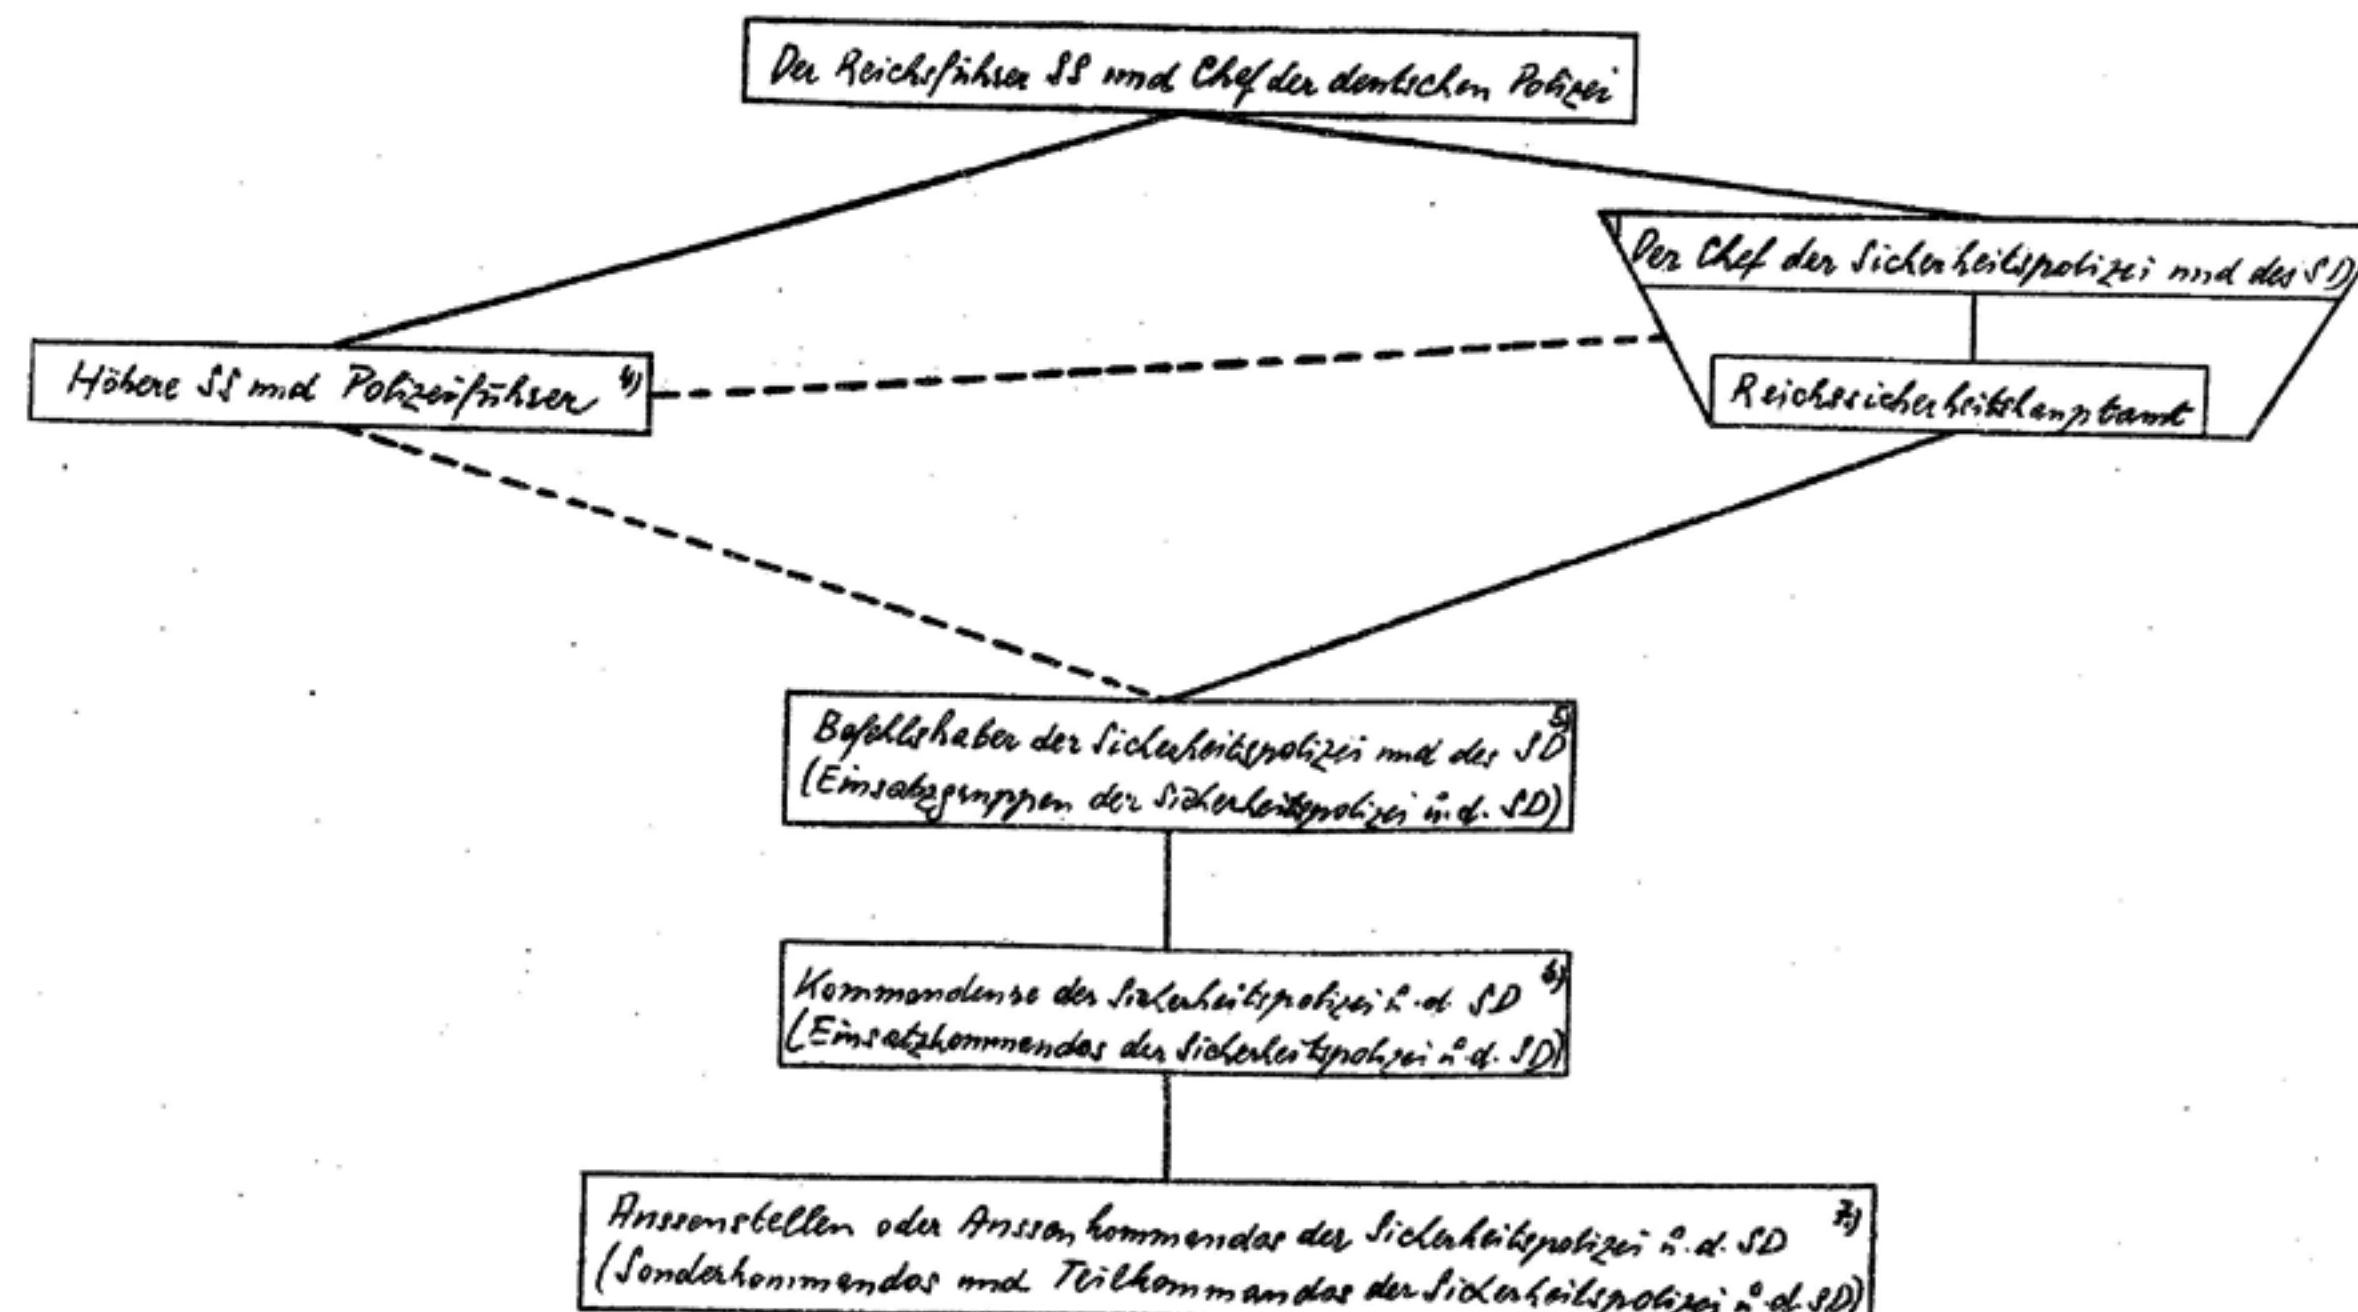 Der Reichsführer SS und Chef der deutschen Polizei
Der Chef der Sicherheitspolizei und des SD
Höhere SS und Polizeiführer 4)
Reichssicherheitshauptamt
Befehlshaber der Sicherheitspolizei und des SD 5)
(Einsatzgruppen der Sicherheitspolizei u.d. SD)
Kommandeure der Sicherheitspolizei u.d. SD 6)
(Einsatzkommandos der Sicherheitspolizei u.d. SD)
Aussenstellen oder Aussenkommandos der Sicherheitspolizei u.d. SD 7.)
(Sonderkommandos und Teilkommandos der Sicherheitspolizei u.d. SD)